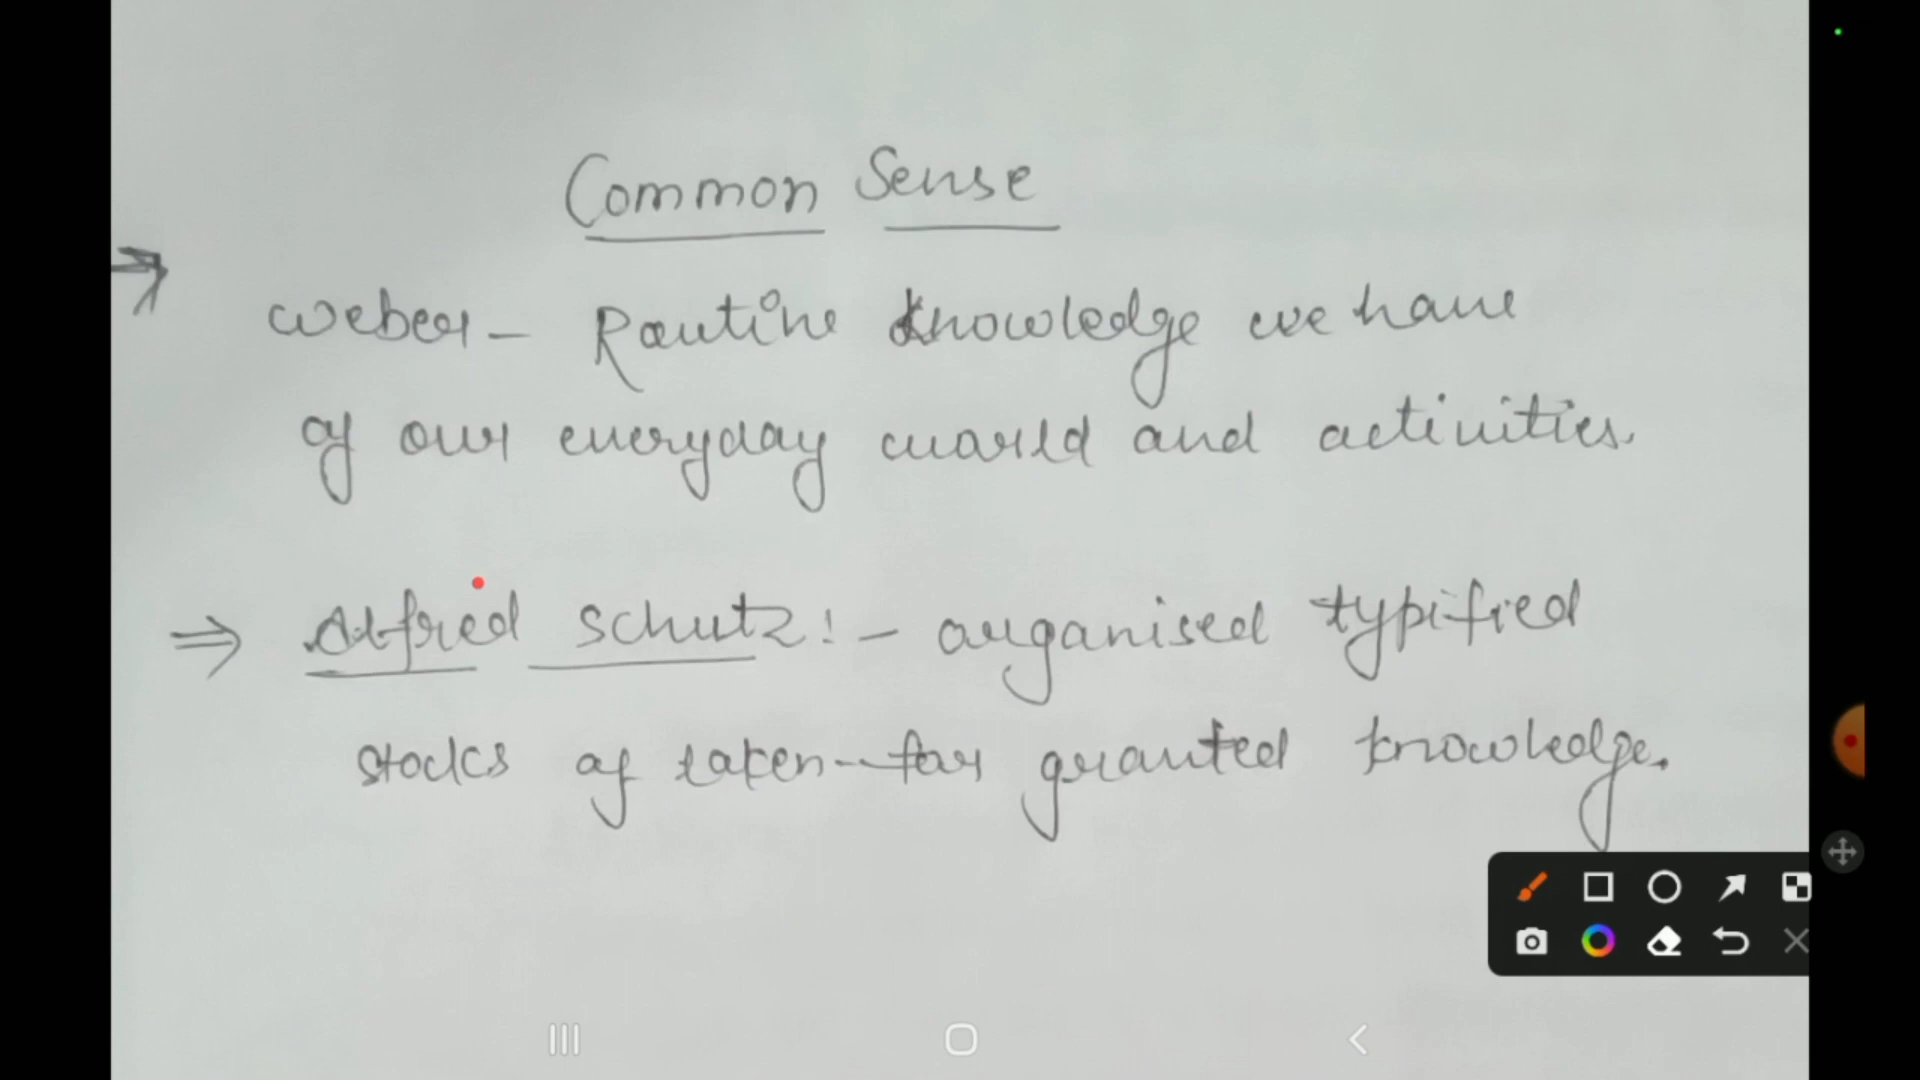 Common Sense
⇒
Weber - Routine knowledge we have
of our everyday world and activities.
⇒ Alfred Schutz :- organised typified
stocks of taken-for granted knowledge.